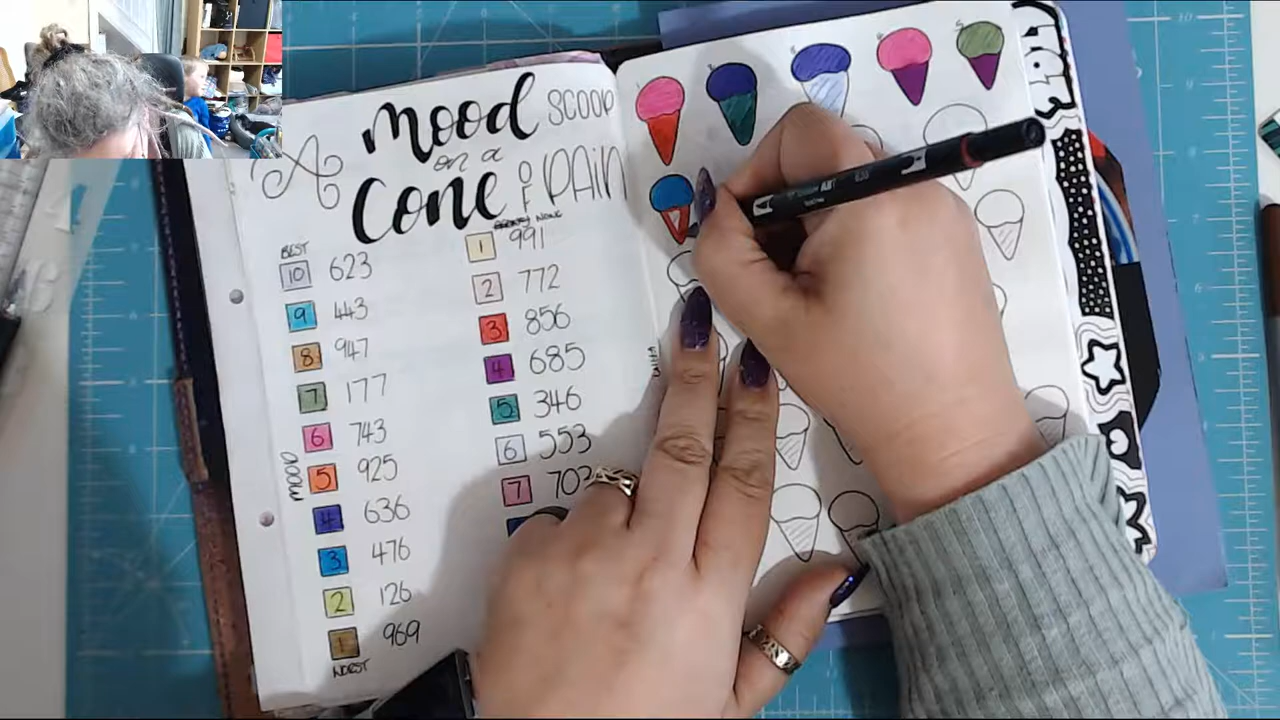 A mood SCOOP
on a
Cone OF PAIN
BEST
10 623
9 443
8 947
7 177
6 743
MOOD
5 925
4 636
3 476
2 126
1 969
WORST
NONE
1 991
2 772
3 856
4 685
5 346
6 553
7 703